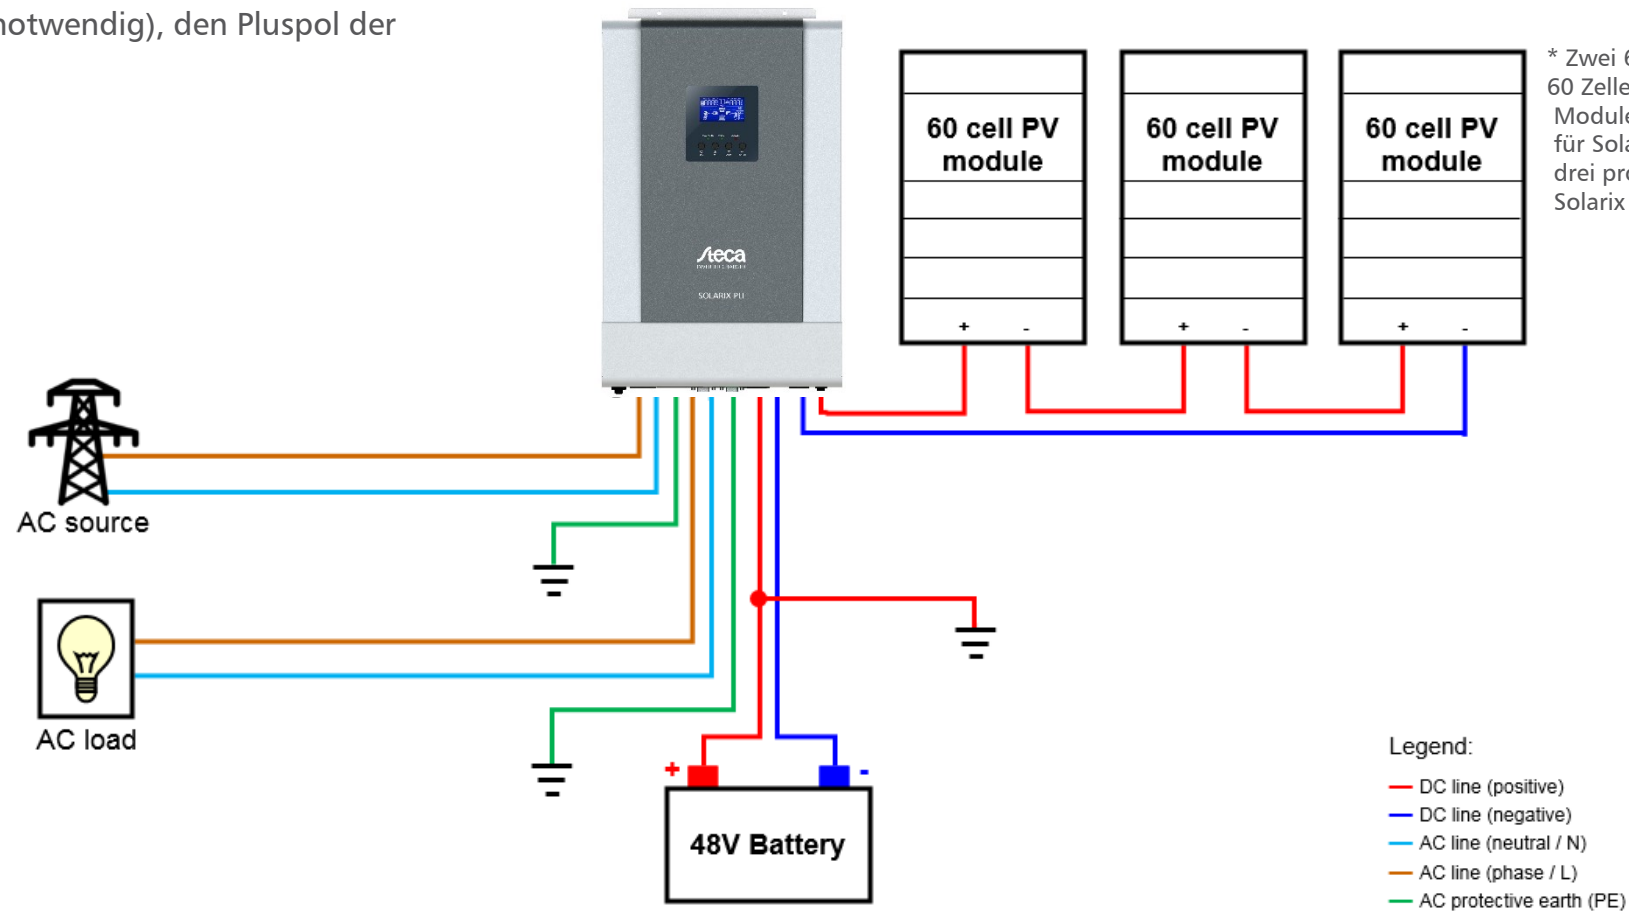 notwendig), den Pluspol der
* Zwei 6
60 Zelle
Module
für Sola
drei pro
Solarix
60 cell PV
module
+ -
60 cell PV
module
+ -
60 cell PV
module
+ -
Steca
SOLARIX PLI
AC source
AC load
+ -
48V Battery
Legend:
DC line (positive)
DC line (negative)
AC line (neutral / N)
AC line (phase / L)
AC protective earth (PE)